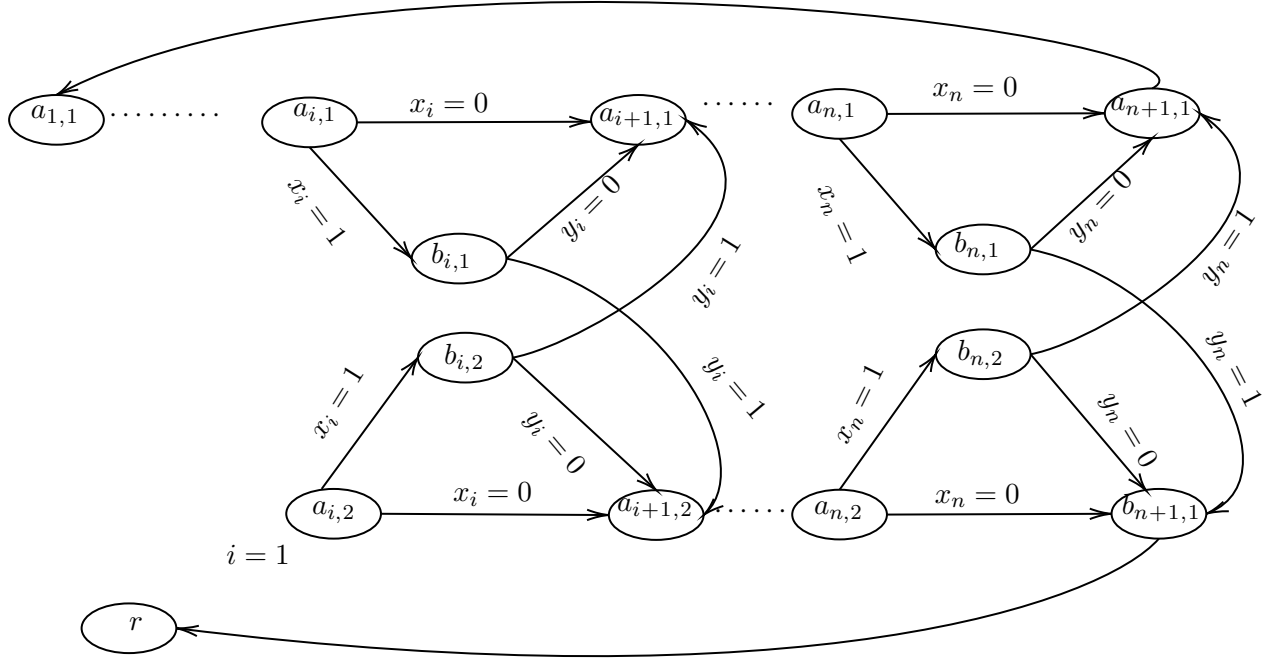 x_n = 0
x_i = 0
a_{1,1} ......... a_{i,1} a_{i+1,1} ...... a_{n,1} a_{n+1,1}
x_i = 1
y_i = 0
x_n = 1
y_n = 0
b_{i,1}
b_{n,1}
y_i = 1
y_n = 1
b_{i,2}
b_{n,2}
x_i = 1
y_i = 1
x_n = 1
y_n = 1
y_i = 0
y_n = 0
x_i = 0
x_n = 0
a_{i,2} a_{i+1,2} ...... a_{n,2} b_{n+1,1}
i = 1
r